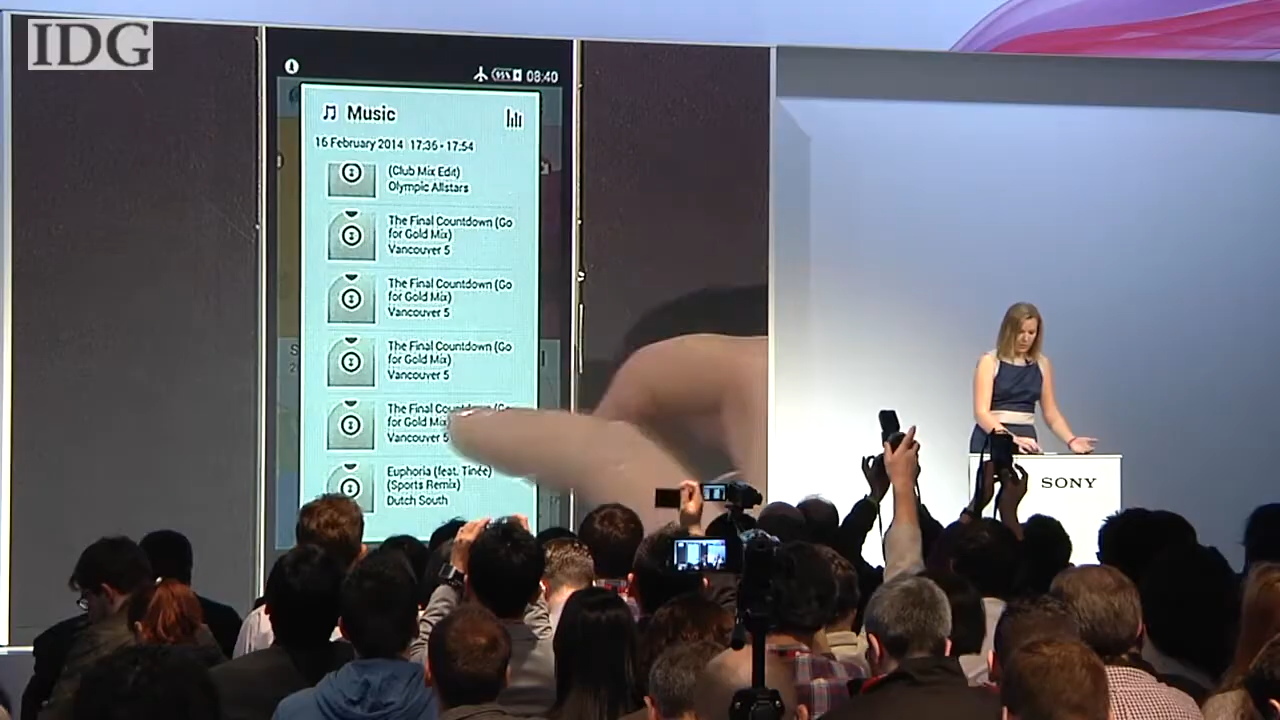 IDG
95% 08:40
Music
16 February 2014 17:36 - 17:54
(Club Mix Edit)
Olympic Allstars
The Final Countdown (Go
for Gold Mix)
Vancouver 5
The Final Countdown (Go
for Gold Mix)
Vancouver 5
The Final Countdown (Go
for Gold Mix)
Vancouver 5
The Final Countdown (Go
for Gold Mix)
Vancouver 5
Euphoria (feat. Tinée)
(Sports Remix)
Dutch South
SONY